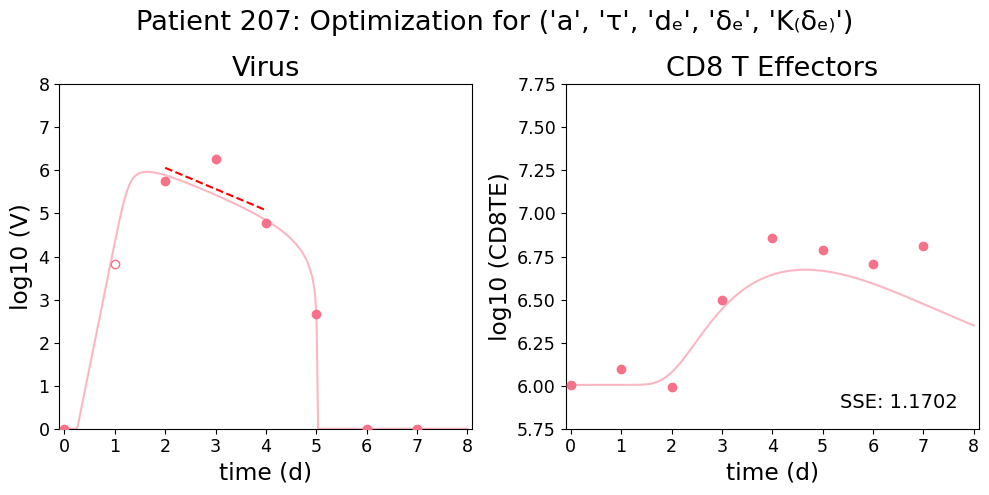 Patient 207: Optimization for ('a', 'τ', 'dₑ', 'δₑ', 'K₍δₑ₎')
Virus
CD8 T Effectors
8
7
6
5
4
3
2
1
0
log10 (V)
0 1 2 3 4 5 6 7 8
time (d)
7.75
7.50
7.25
7.00
6.75
6.50
6.25
6.00
5.75
log10 (CD8TE)
SSE: 1.1702
0 1 2 3 4 5 6 7 8
time (d)